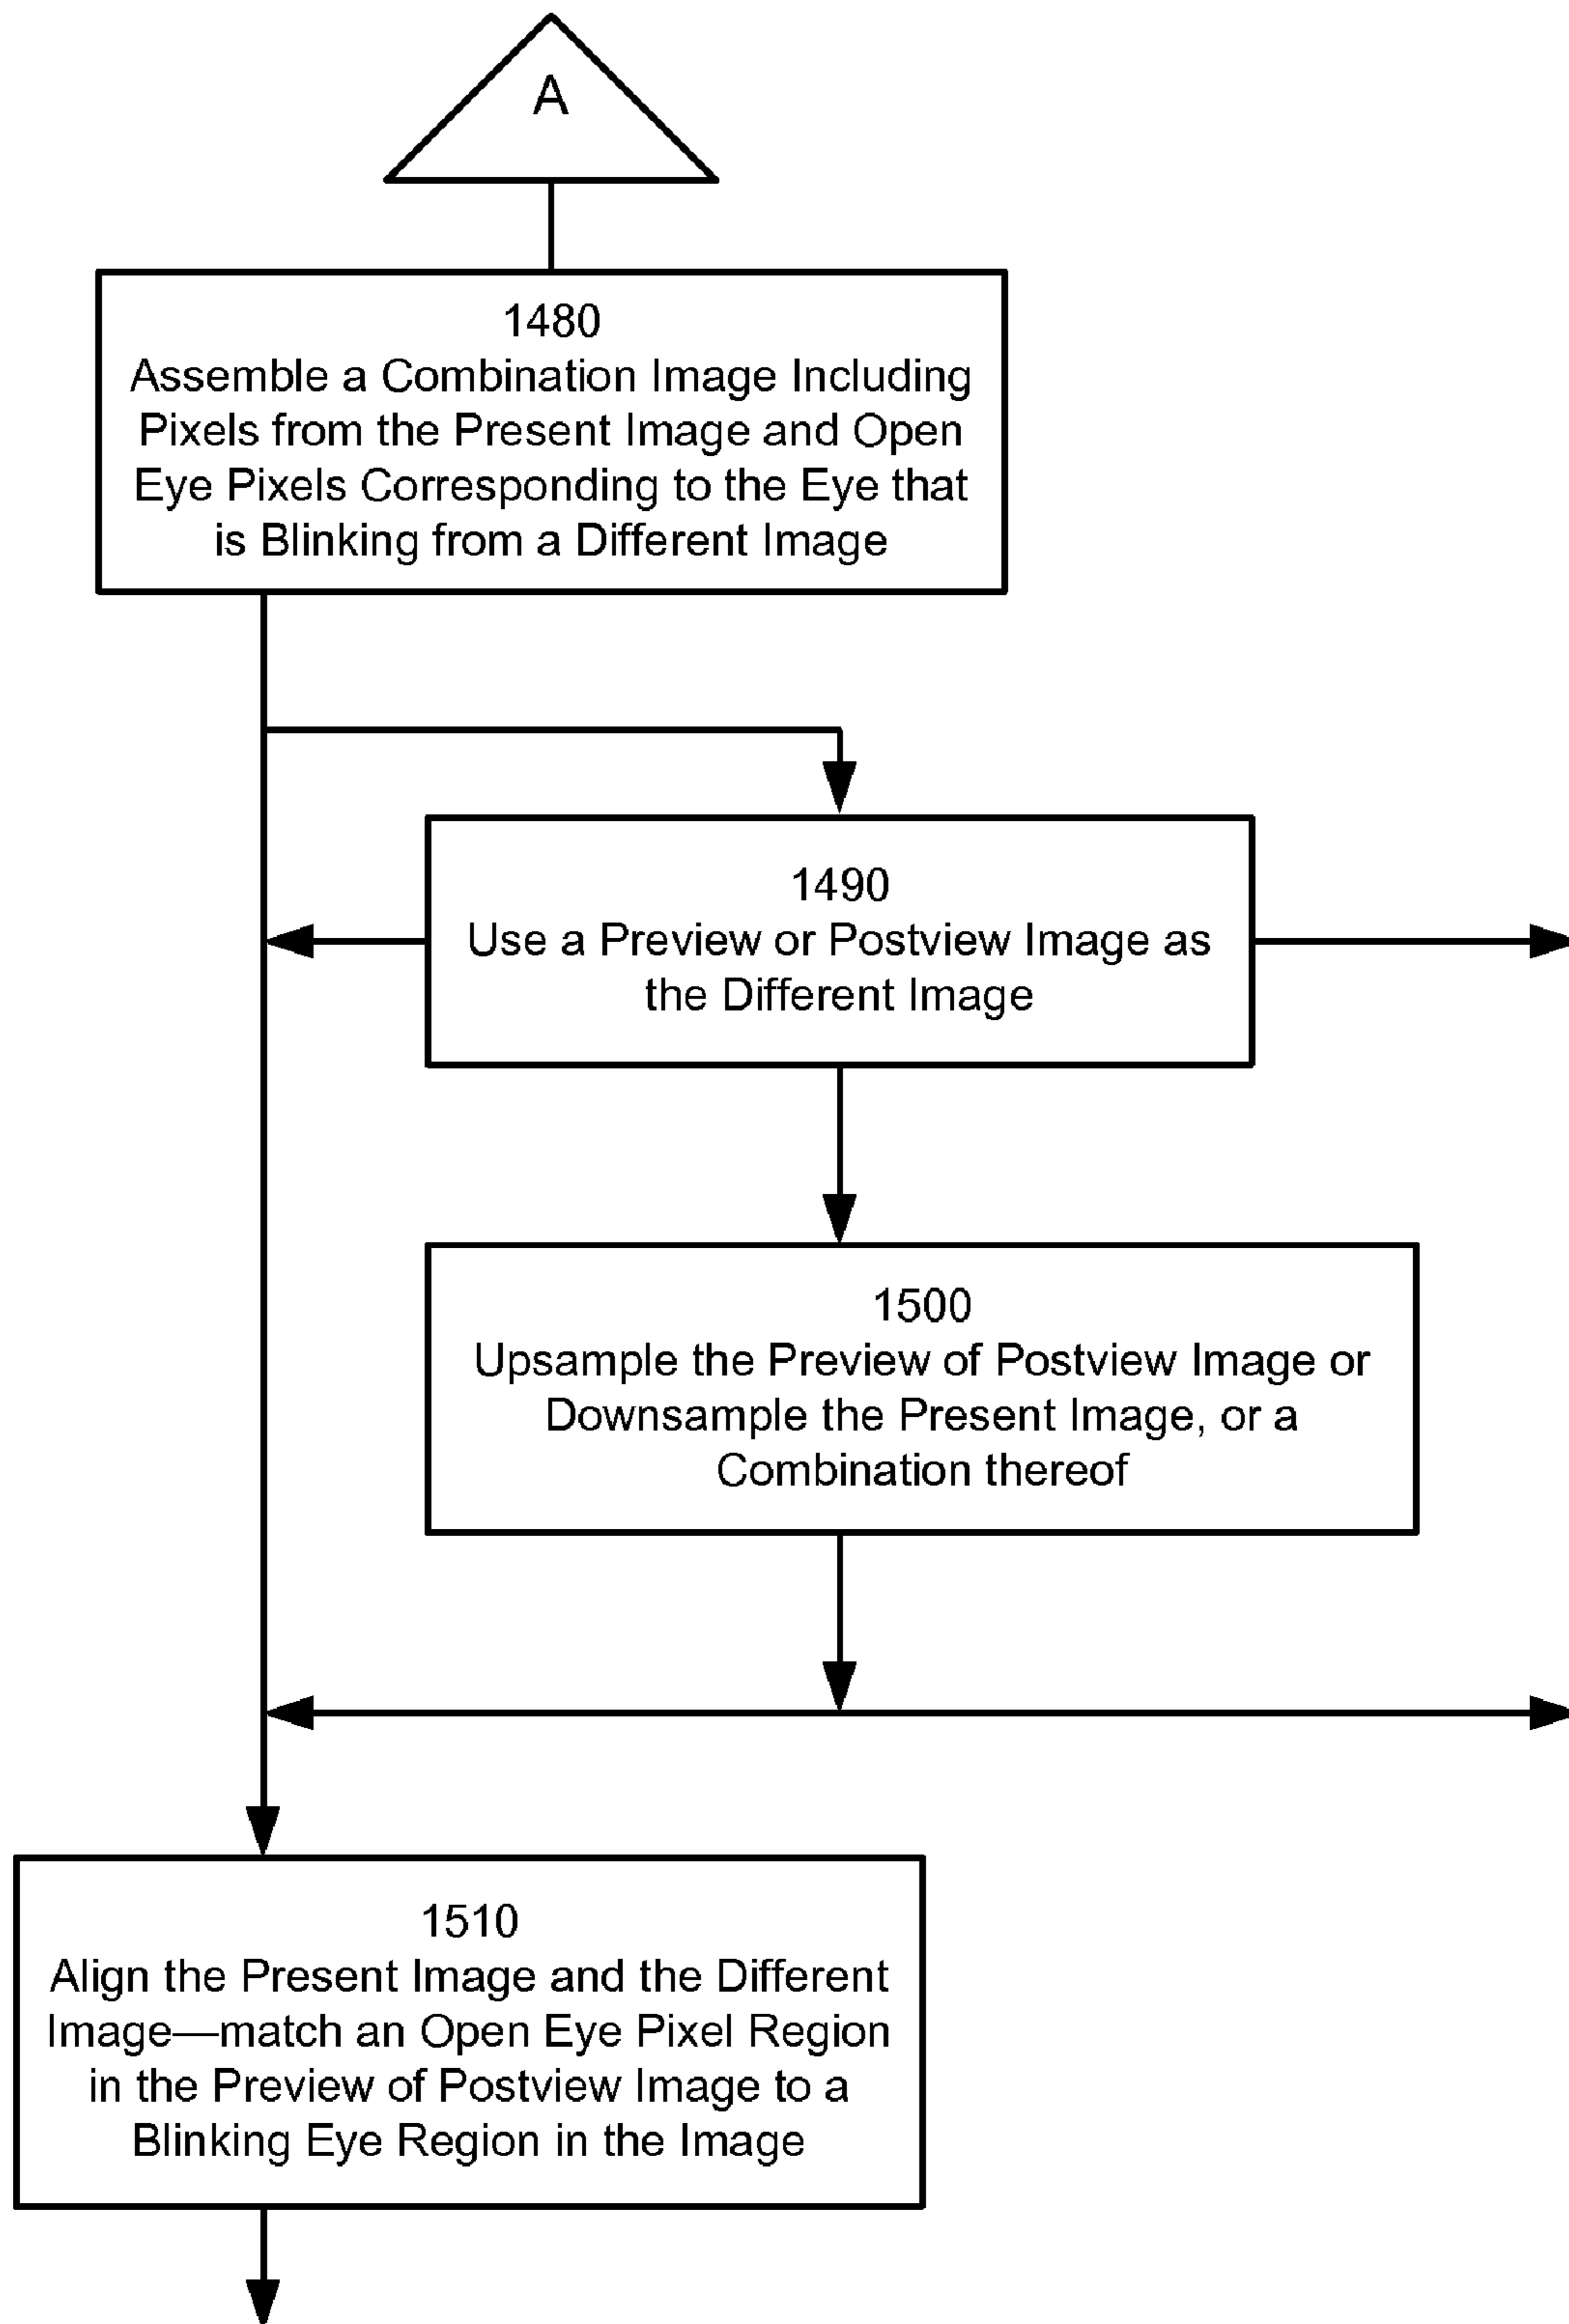 A
1480
Assemble a Combination Image Including
Pixels from the Present Image and Open
Eye Pixels Corresponding to the Eye that
is Blinking from a Different Image
1490
Use a Preview or Postview Image as
the Different Image
1500
Upsample the Preview of Postview Image or
Downsample the Present Image, or a
Combination thereof
1510
Align the Present Image and the Different
Image—match an Open Eye Pixel Region
in the Preview of Postview Image to a
Blinking Eye Region in the Image